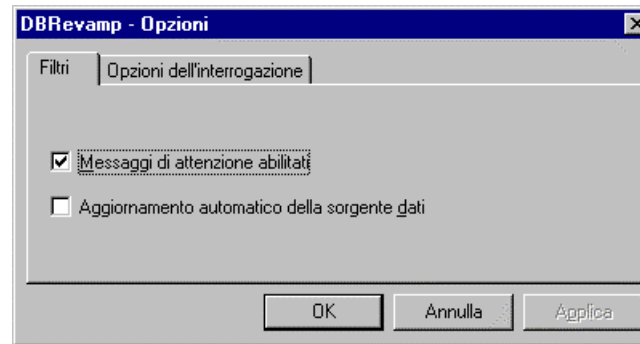 DBRevamp - Opzioni
Filtri Opzioni dell'interrogazione
Messaggi di attenzione abilitati
Aggiornamento automatico della sorgente dati
OK Annulla Applica